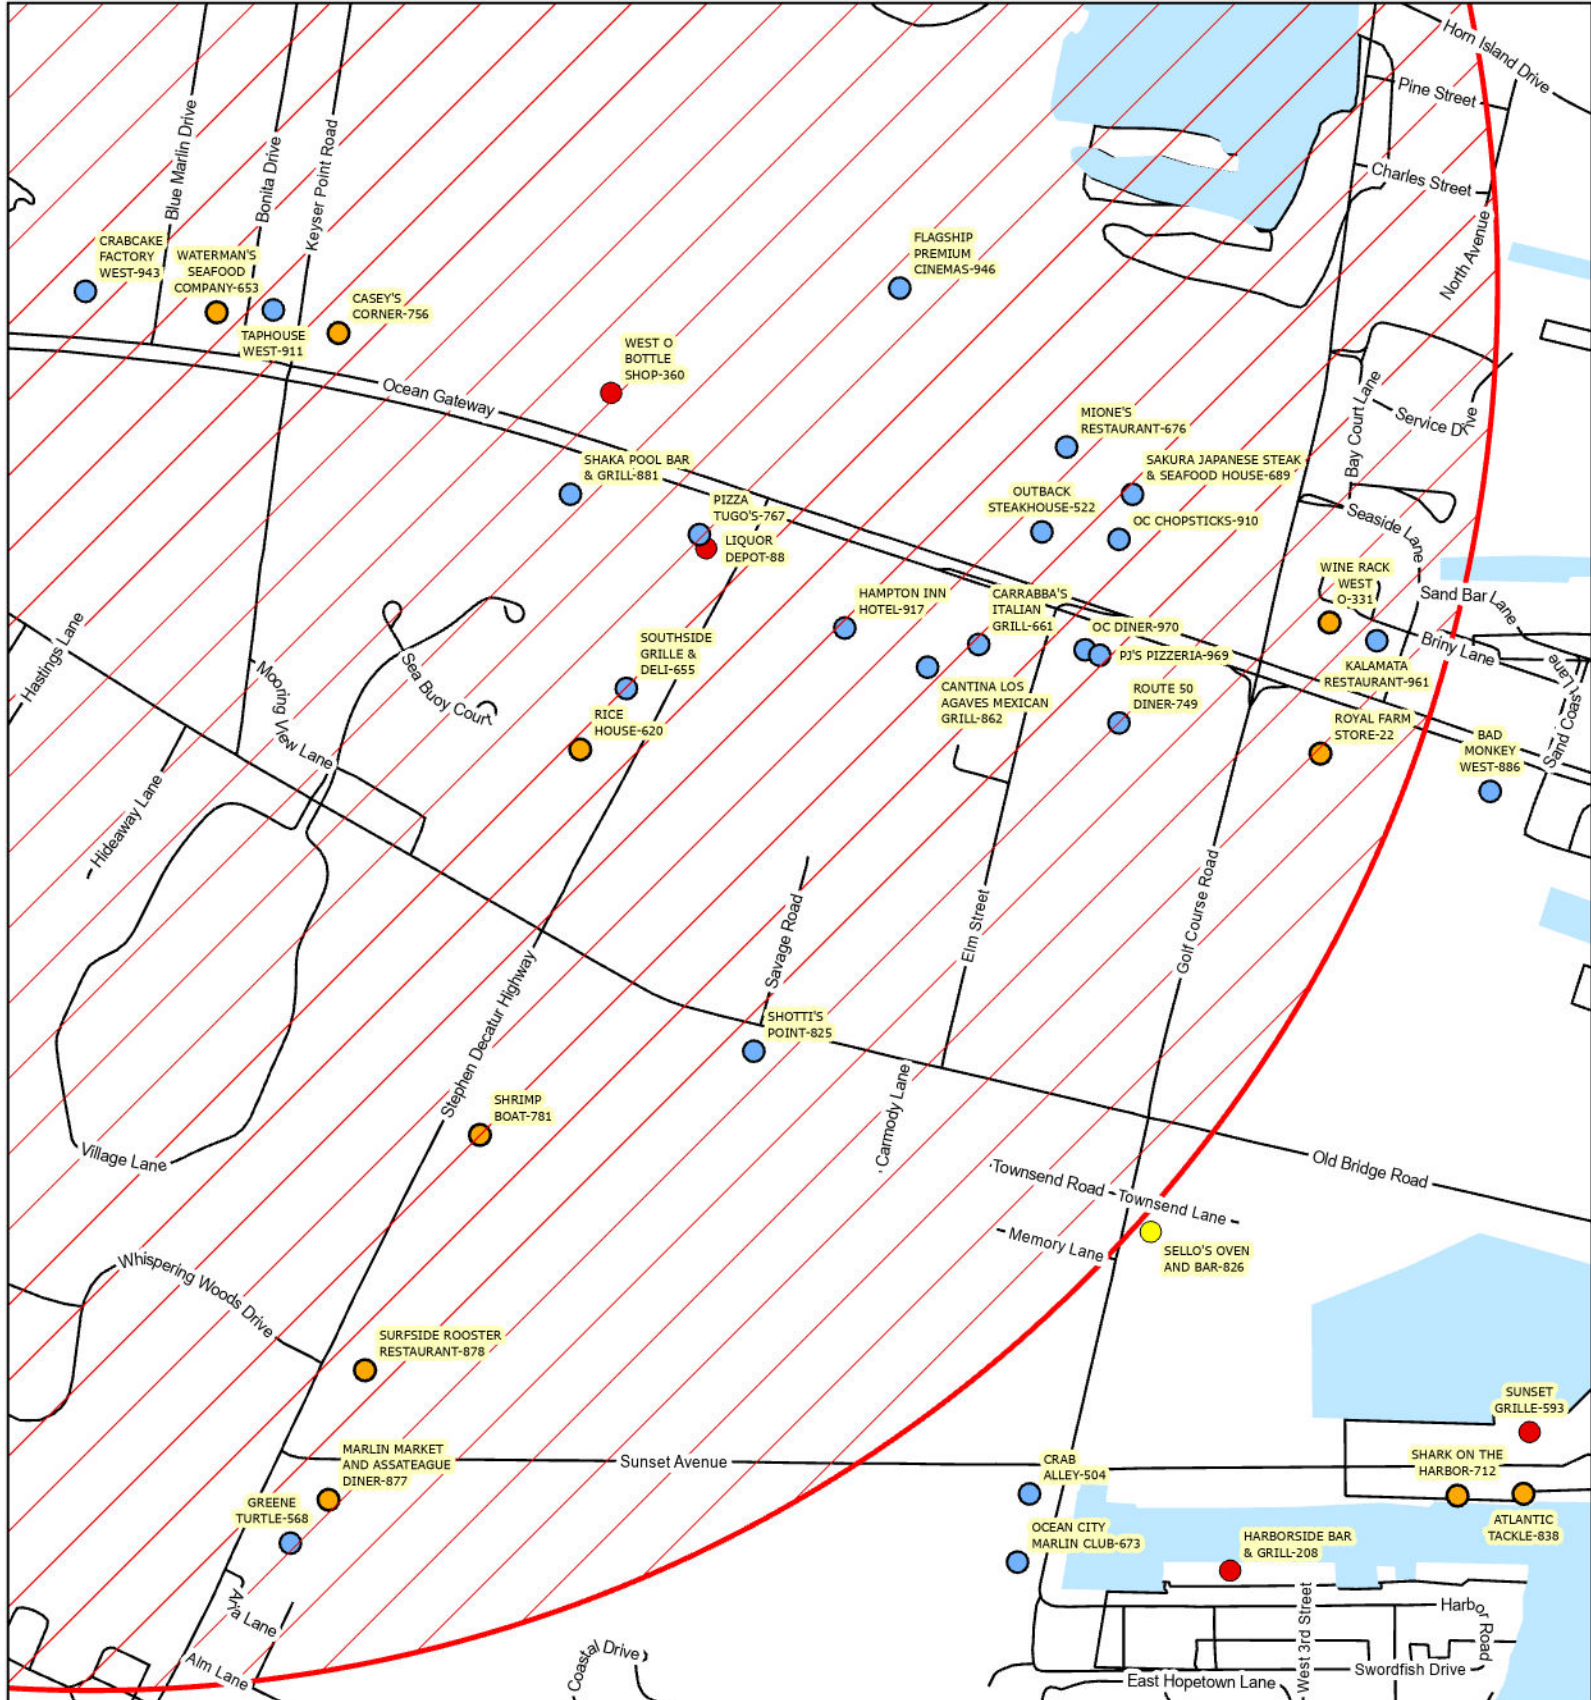 Horn Island Drive
Pine Street
Charles Street
North Avenue
Blue Marlin Drive
Bonita Drive
Keyser Point Road
CRABCAKE
FACTORY
WEST-943
WATERMAN'S
SEAFOOD
COMPANY-653
TAPHOUSE
WEST-911
CASEY'S
CORNER-756
FLAGSHIP
PREMIUM
CINEMAS-946
WEST O
BOTTLE
SHOP-360
Ocean Gateway
SHAKA POOL BAR
& GRILL-881
PIZZA
TUGO'S-767
LIQUOR
DEPOT-88
MIONE'S
RESTAURANT-676
SAKURA JAPANESE STEAK
& SEAFOOD HOUSE-689
OUTBACK
STEAKHOUSE-522
OC CHOPSTICKS-910
Bay Court Lane
Service Drive
Seaside Lane
WINE RACK
WEST
O-331
Sand Bar Lane
Briny Lane
KALAMATA
RESTAURANT-961
Sand Coast Lane
HAMPTON INN
HOTEL-917
CARRABBA'S
ITALIAN
GRILL-661
OC DINER-970
PJ'S PIZZERIA-969
CANTINA LOS
AGAVES MEXICAN
GRILL-862
ROUTE 50
DINER-749
ROYAL FARM
STORE-22
BAD
MONKEY
WEST-886
SOUTHSIDE
GRILLE &
DELI-655
RICE
HOUSE-620
Hastings Lane
Mooring View Lane
Sea Buoy Court
Hideaway Lane
Savage Road
Elm Street
Golf Course Road
Stephen Decatur Highway
SHOTTI'S
POINT-825
Carmody Lane
SHRIMP
BOAT-781
Village Lane
Old Bridge Road
Townsend Road
Townsend Lane
Memory Lane
SELLO'S OVEN
AND BAR-826
Whispering Woods Drive
SURFSIDE ROOSTER
RESTAURANT-878
MARLIN MARKET
AND ASSATEAGUE
DINER-877
GREENE
TURTLE-568
Sunset Avenue
CRAB
ALLEY-504
OCEAN CITY
MARLIN CLUB-673
SUNSET
GRILLE-593
SHARK ON THE
HARBOR-712
ATLANTIC
TACKLE-838
HARBORSIDE BAR
& GRILL-208
Harbor Road
West 3rd Street
Swordfish Drive
East Hopetown Lane
Coastal Drive
Alm Lane